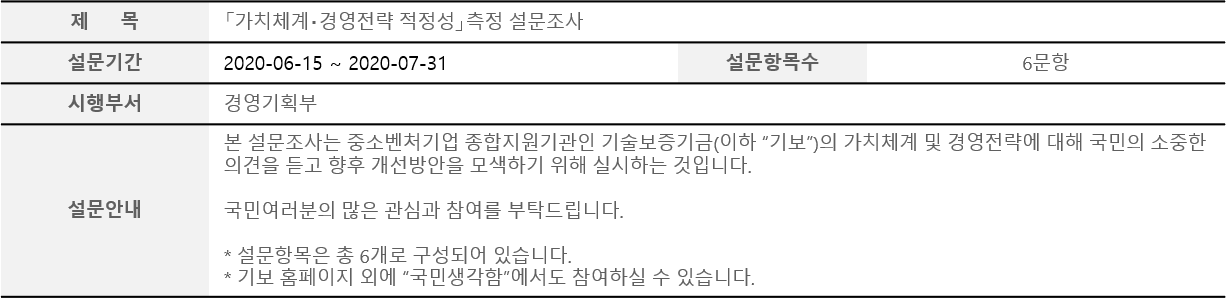 제 목 「가치체계·경영전략 적정성」측정 설문조사
설문기간 2020-06-15 ~ 2020-07-31 설문항목수 6문항
시행부서 경영기획부
설문안내
본 설문조사는 중소벤처기업 종합지원기관인 기술보증기금(이하 “기보”)의 가치체계 및 경영전략에 대해 국민의 소중한
의견을 듣고 향후 개선방안을 모색하기 위해 실시하는 것입니다.
국민여러분의 많은 관심과 참여를 부탁드립니다.
* 설문항목은 총 6개로 구성되어 있습니다.
* 기보 홈페이지 외에 “국민생각함”에서도 참여하실 수 있습니다.